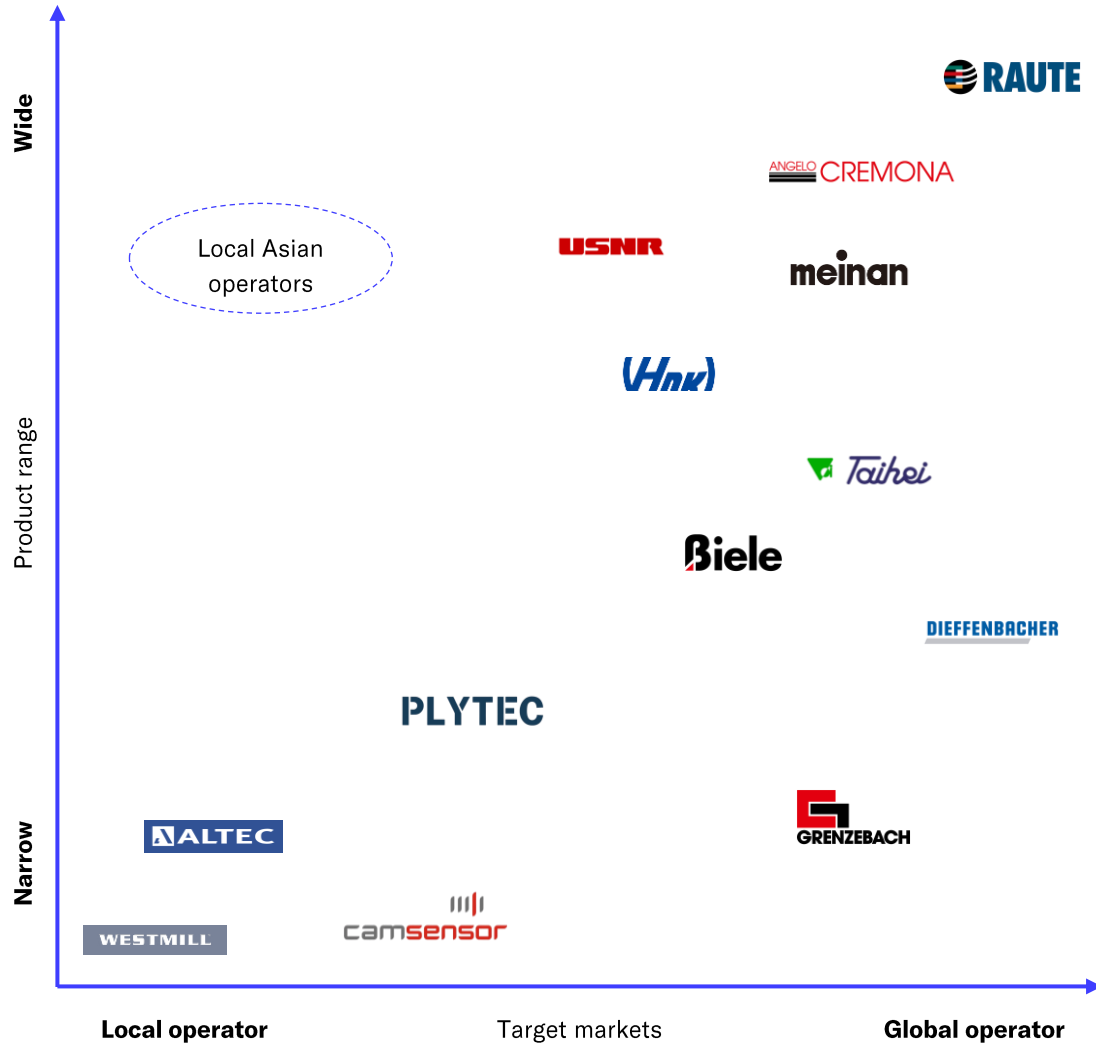 Wide
RAUTE
ANGELO CREMONA
Local Asian
operators
USNR
meinan
HDK
Taihei
Product range
Biele
DIEFFENBACHER
PLYTEC
Narrow
ALTEC
GRENZEBACH
camsensor
WESTMILL
Local operator
Target markets
Global operator